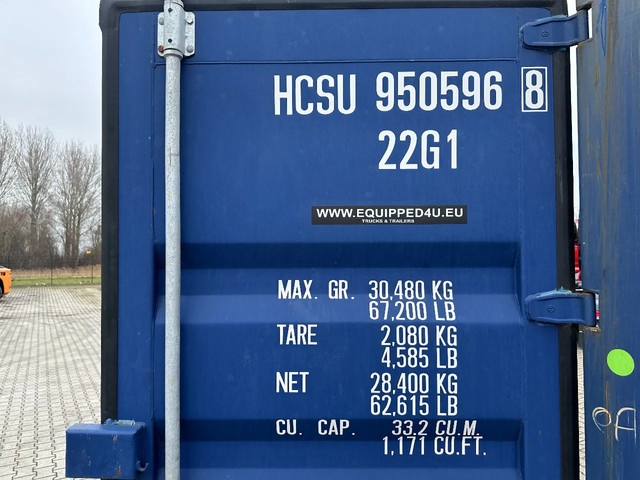 HCSU 950596 8
22G1
WWW.EQUIPPED4U.EU
TRUCKS & TRAILERS
MAX. GR. 30,480 KG
67,200 LB
TARE 2,080 KG
4,585 LB
NET 28,400 KG
62,615 LB
CU. CAP. 33.2 CU.M.
1,171 CU.FT.